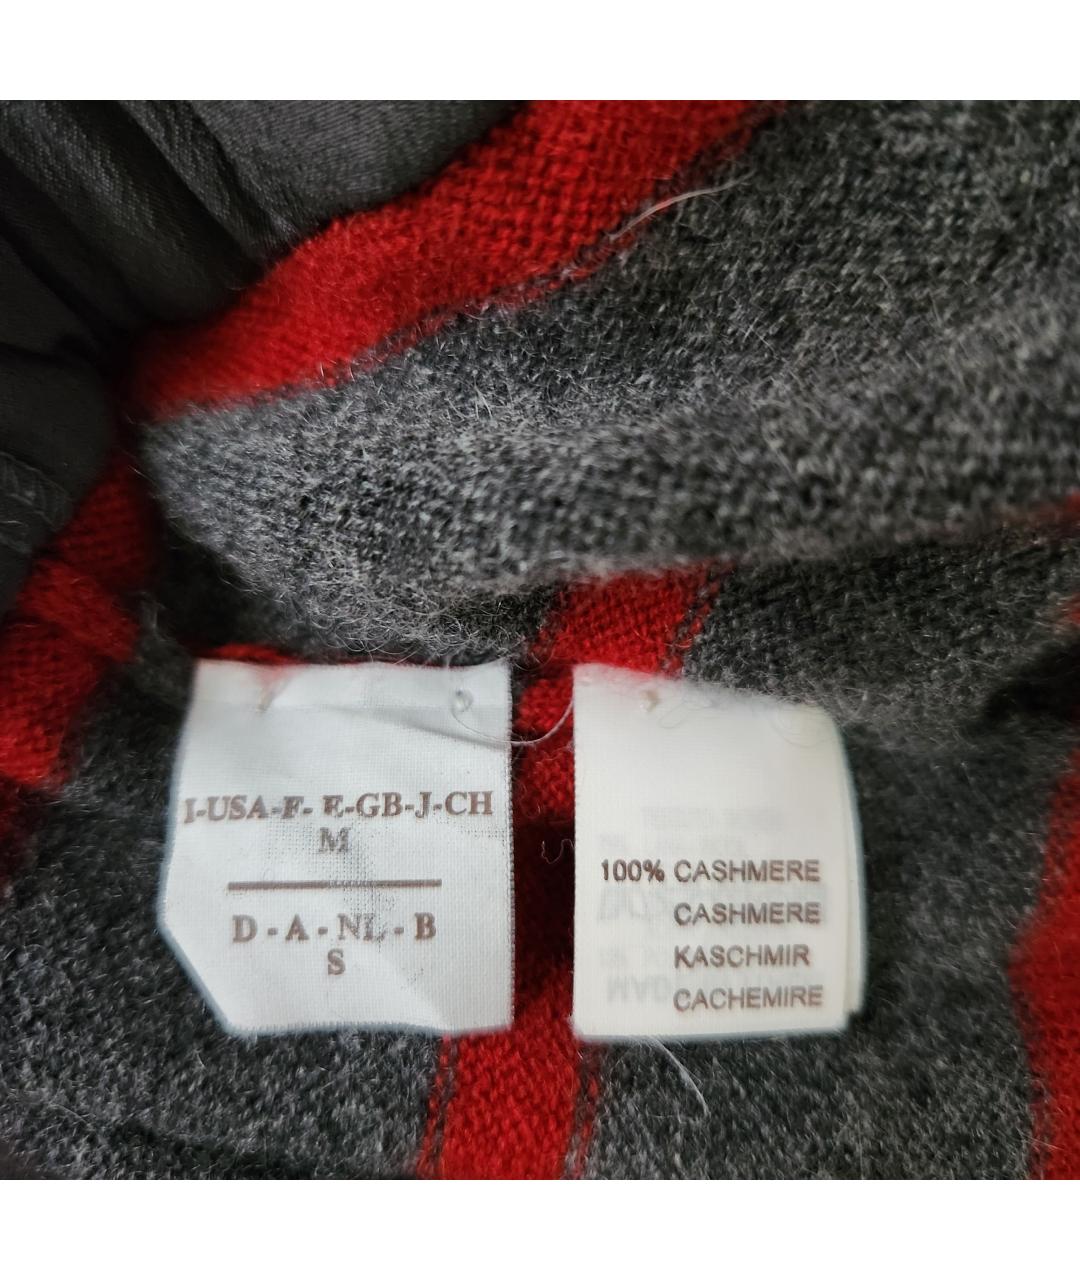 I-USA-F- E-GB-J-CH
M
D - A - NL - B
S
100% CASHMERE
CASHMERE
KASCHMIR
CACHEMIRE